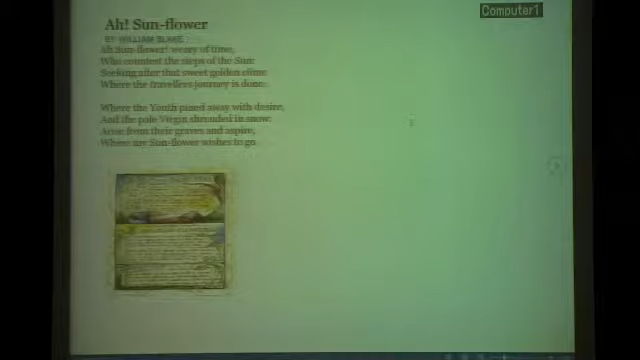 Computer1
Ah! Sun-flower
BY WILLIAM BLAKE
Ah Sun-flower! weary of time,
Who countest the steps of the Sun:
Seeking after that sweet golden clime
Where the travellers journey is done.
Where the Youth pined away with desire,
And the pale Virgin shrouded in snow:
Arise from their graves and aspire,
Where my Sun-flower wishes to go